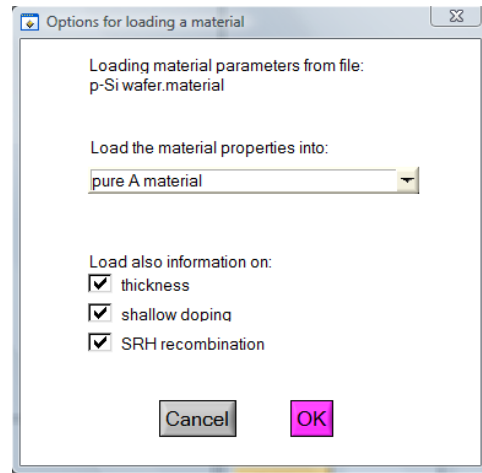 Options for loading a material
Loading material parameters from file:
p-Si wafer.material
Load the material properties into:
pure A material
Load also information on:
thickness
shallow doping
SRH recombination
Cancel OK